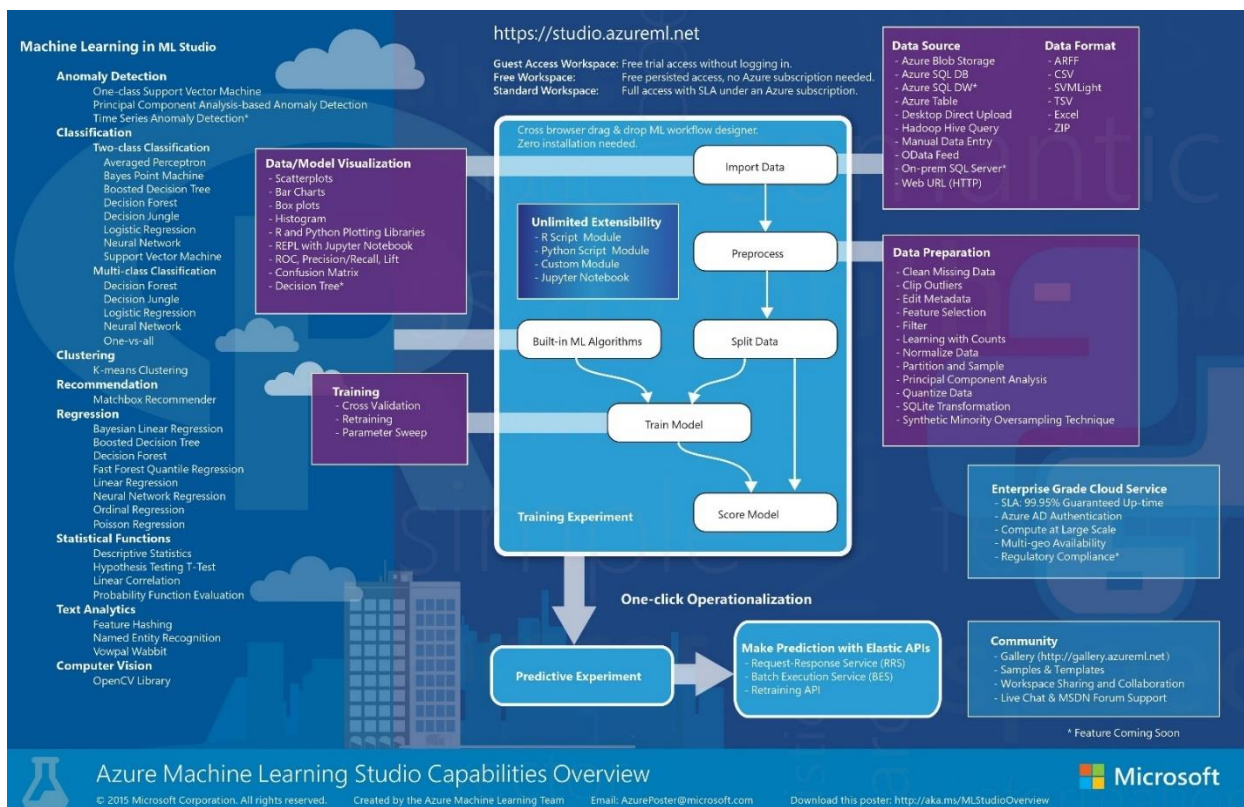 Machine Learning in ML Studio
Anomaly Detection
One-class Support Vector Machine
Principal Component Analysis-based Anomaly Detection
Time Series Anomaly Detection*
Classification
Two-class Classification
Averaged Perceptron
Bayes Point Machine
Boosted Decision Tree
Decision Forest
Decision Jungle
Logistic Regression
Neural Network
Support Vector Machine
Multi-class Classification
Decision Forest
Decision Jungle
Logistic Regression
Neural Network
One-vs-all
Clustering
K-means Clustering
Recommendation
Matchbox Recommender
Regression
Bayesian Linear Regression
Boosted Decision Tree
Decision Forest
Fast Forest Quantile Regression
Linear Regression
Neural Network Regression
Ordinal Regression
Poisson Regression
Statistical Functions
Descriptive Statistics
Hypothesis Testing T-Test
Linear Correlation
Probability Function Evaluation
Text Analytics
Feature Hashing
Named Entity Recognition
Vowpal Wabbit
Computer Vision
OpenCV Library
Data/Model Visualization
- Scatterplots
- Bar Charts
- Box plots
- Histogram
- R and Python Plotting Libraries
- REPL with Jupyter Notebook
- ROC, Precision/Recall, Lift
- Confusion Matrix
- Decision Tree*
Training
- Cross Validation
- Retraining
- Parameter Sweep
https://studio.azureml.net
Guest Access Workspace: Free trial access without logging in.
Free Workspace: Free persisted access, no Azure subscription needed.
Standard Workspace: Full access with SLA under an Azure subscription.
Cross browser drag & drop ML workflow designer.
Zero installation needed.
Import Data
Unlimited Extensibility
- R Script Module
- Python Script Module
- Custom Module
- Jupyter Notebook
Preprocess
Built-in ML Algorithms
Split Data
Train Model
Score Model
Training Experiment
One-click Operationalization
Predictive Experiment
Make Prediction with Elastic APIs
- Request-Response Service (RRS)
- Batch Execution Service (BES)
- Retraining API
Data Source
- Azure Blob Storage
- Azure SQL DB
- Azure SQL DW*
- Azure Table
- Desktop Direct Upload
- Hadoop Hive Query
- Manual Data Entry
- OData Feed
- On-prem SQL Server*
- Web URL (HTTP)
Data Format
- ARFF
- CSV
- SVMLight
- TSV
- Excel
- ZIP
Data Preparation
- Clean Missing Data
- Clip Outliers
- Edit Metadata
- Feature Selection
- Filter
- Learning with Counts
- Normalize Data
- Partition and Sample
- Principal Component Analysis
- Quantize Data
- SQLite Transformation
- Synthetic Minority Oversampling Technique
Enterprise Grade Cloud Service
- SLA: 99.95% Guaranteed Up-time
- Azure AD Authentication
- Compute at Large Scale
- Multi-geo Availability
- Regulatory Compliance*
Community
- Gallery (http://gallery.azureml.net)
- Samples & Templates
- Workspace Sharing and Collaboration
- Live Chat & MSDN Forum Support
* Feature Coming Soon
Azure Machine Learning Studio Capabilities Overview
Microsoft
© 2015 Microsoft Corporation. All rights reserved. Created by the Azure Machine Learning Team Email: AzurePoster@microsoft.com Download this poster: http://aka.ms/MLStudioOverview